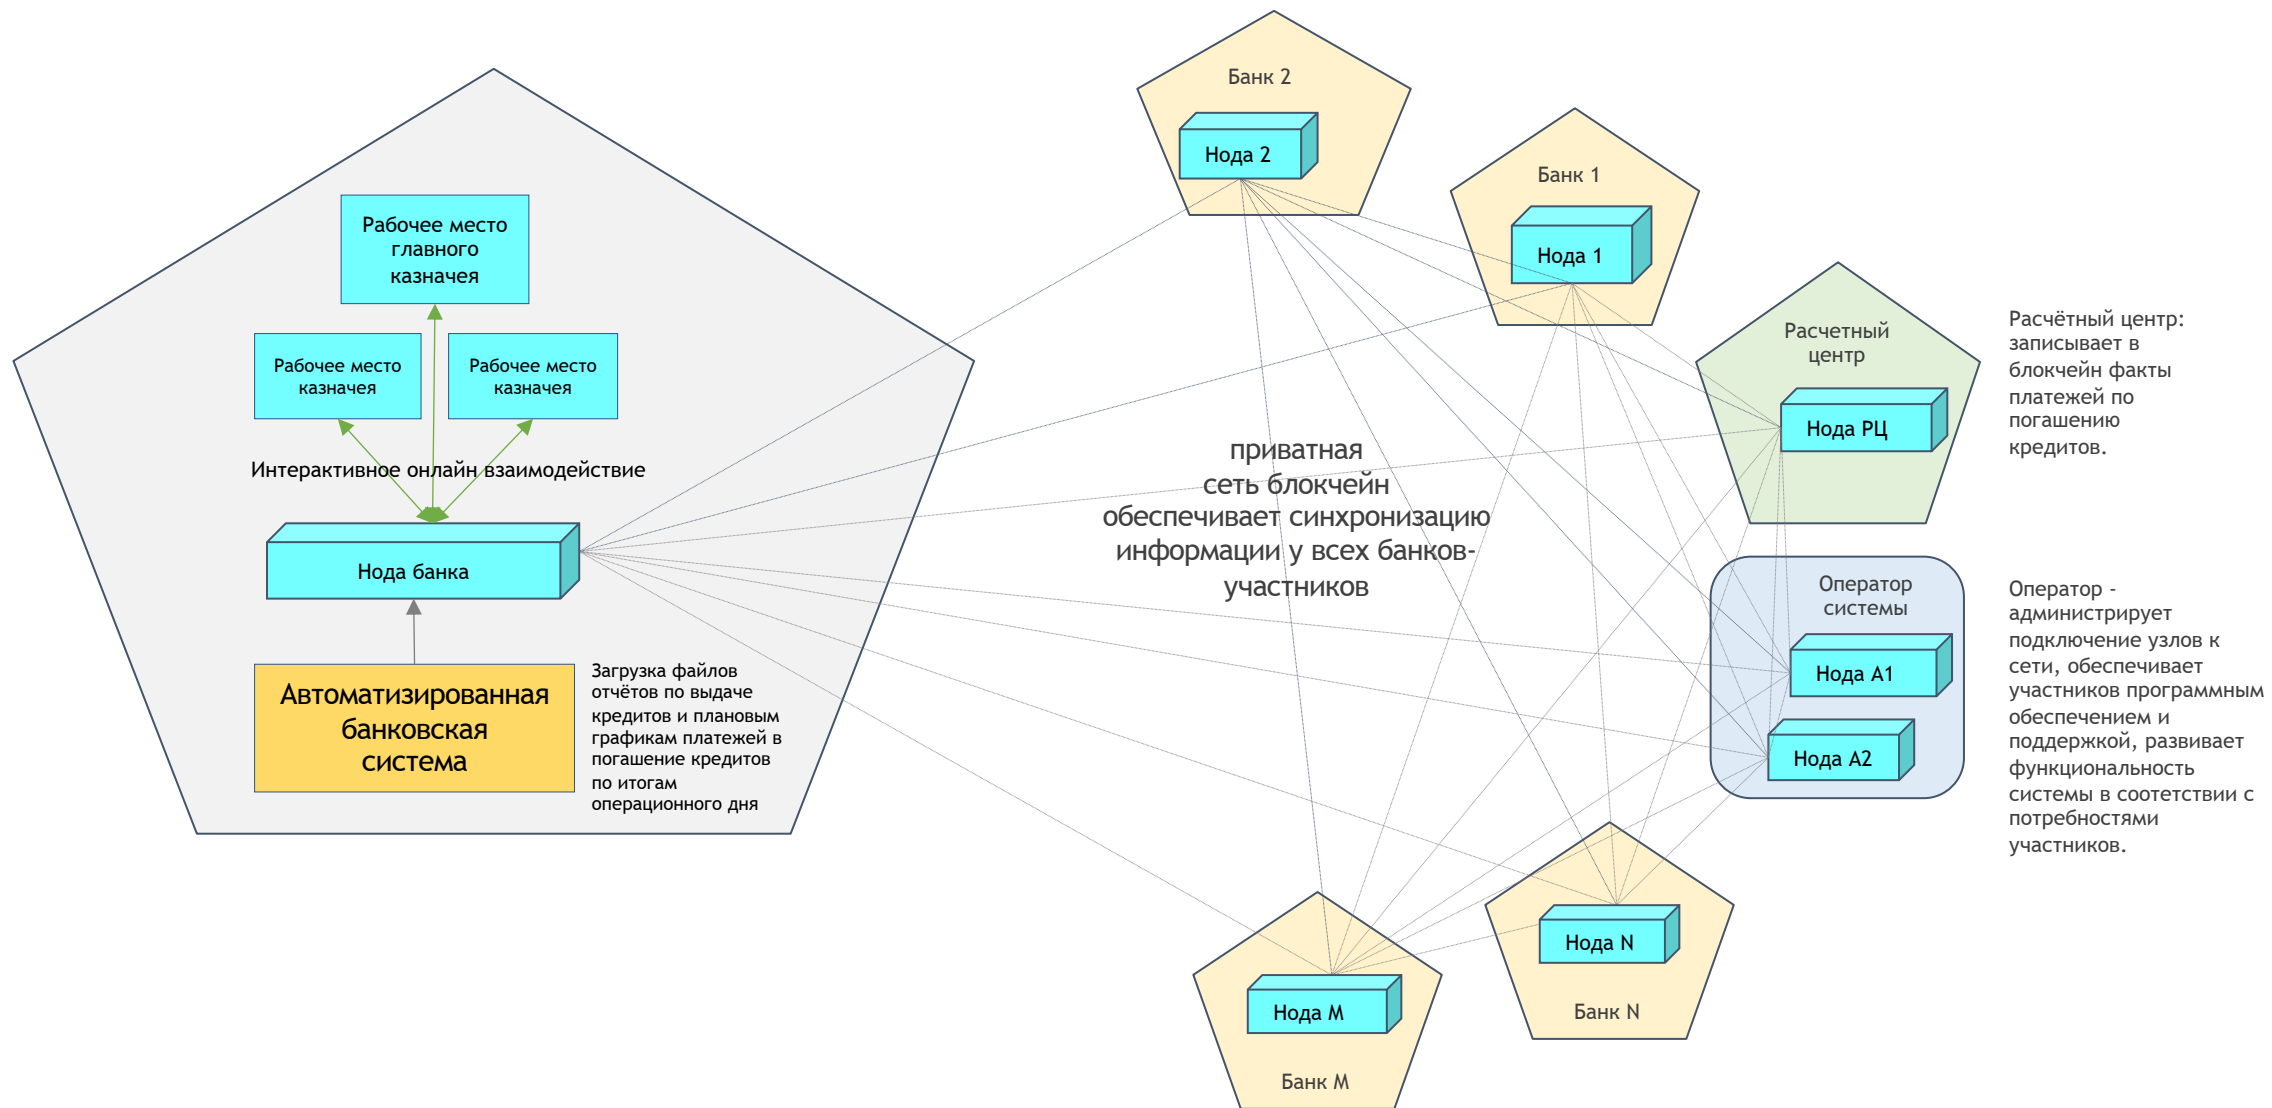 Рабочее место
главного
казначея
Рабочее место
казначея
Рабочее место
казначея
Интерактивное онлайн взаимодействие
Нода банка
Автоматизированная
банковская
система
Загрузка файлов
отчётов по выдаче
кредитов и плановым
графикам платежей в
погашение кредитов
по итогам
операционного дня
Банк 2
Нода 2
Банк 1
Нода 1
приватная
сеть блокчейн
обеспечивает синхронизацию
информации у всех банков-
участников
Расчетный
центр
Нода РЦ
Расчётный центр:
записывает в
блокчейн факты
платежей по
погашению
кредитов.
Оператор
системы
Нода А1
Нода А2
Оператор -
администрирует
подключение узлов к
сети, обеспечивает
участников программным
обеспечением и
поддержкой, развивает
функциональность
системы в соотетствии с
потребностями
участников.
Нода N
Банк N
Нода М
Банк М